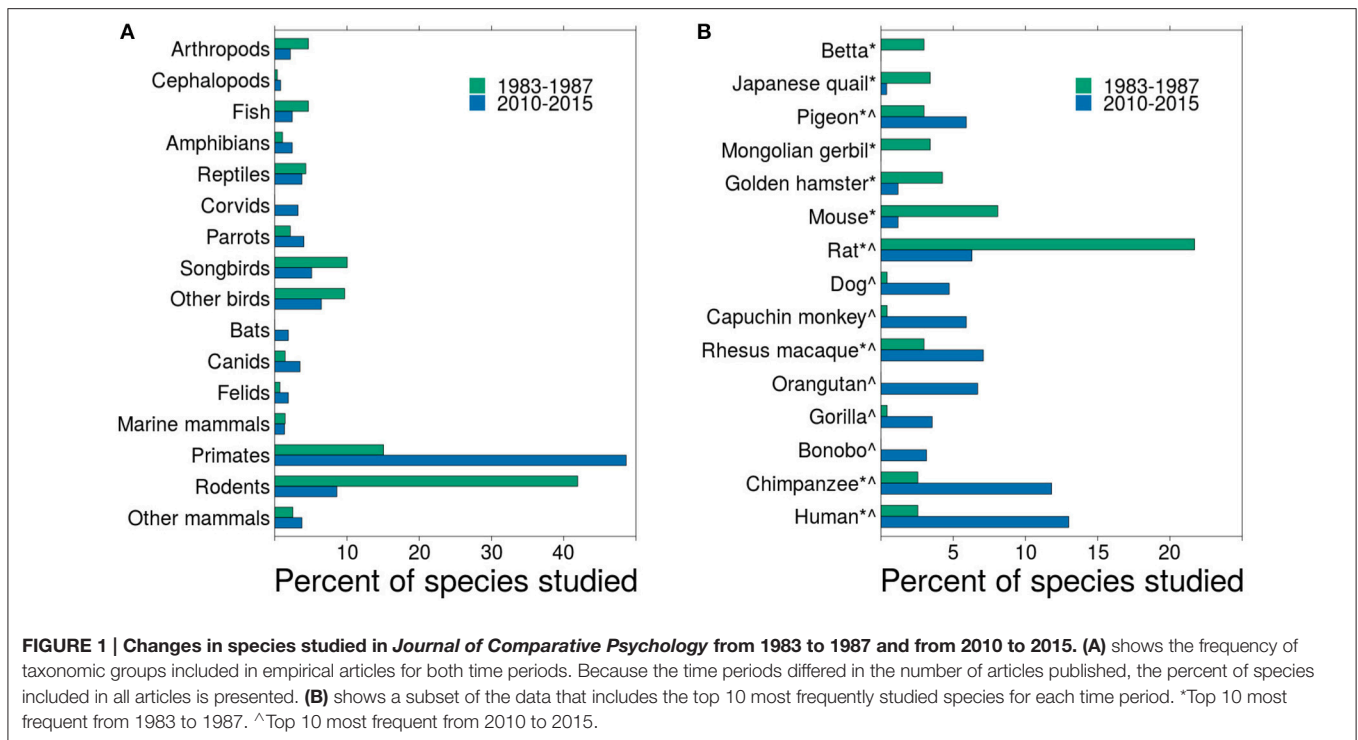 A
Arthropods
Cephalopods
Fish
Amphibians
Reptiles
Corvids
Parrots
Songbirds
Other birds
Bats
Canids
Felids
Marine mammals
Primates
Rodents
Other mammals
1983-1987
2010-2015
10 20 30 40
Percent of species studied
B
Betta*
Japanese quail*
Pigeon*^
Mongolian gerbil*
Golden hamster*
Mouse*
Rat*^
Dog^
Capuchin monkey^
Rhesus macaque*^
Orangutan^
Gorilla^
Bonobo^
Chimpanzee*^
Human*^
1983-1987
2010-2015
5 10 15 20
Percent of species studied
FIGURE 1 | Changes in species studied in Journal of Comparative Psychology from 1983 to 1987 and from 2010 to 2015. (A) shows the frequency of
taxonomic groups included in empirical articles for both time periods. Because the time periods differed in the number of articles published, the percent of species
included in all articles is presented. (B) shows a subset of the data that includes the top 10 most frequently studied species for each time period. *Top 10 most
frequent from 1983 to 1987. ^Top 10 most frequent from 2010 to 2015.